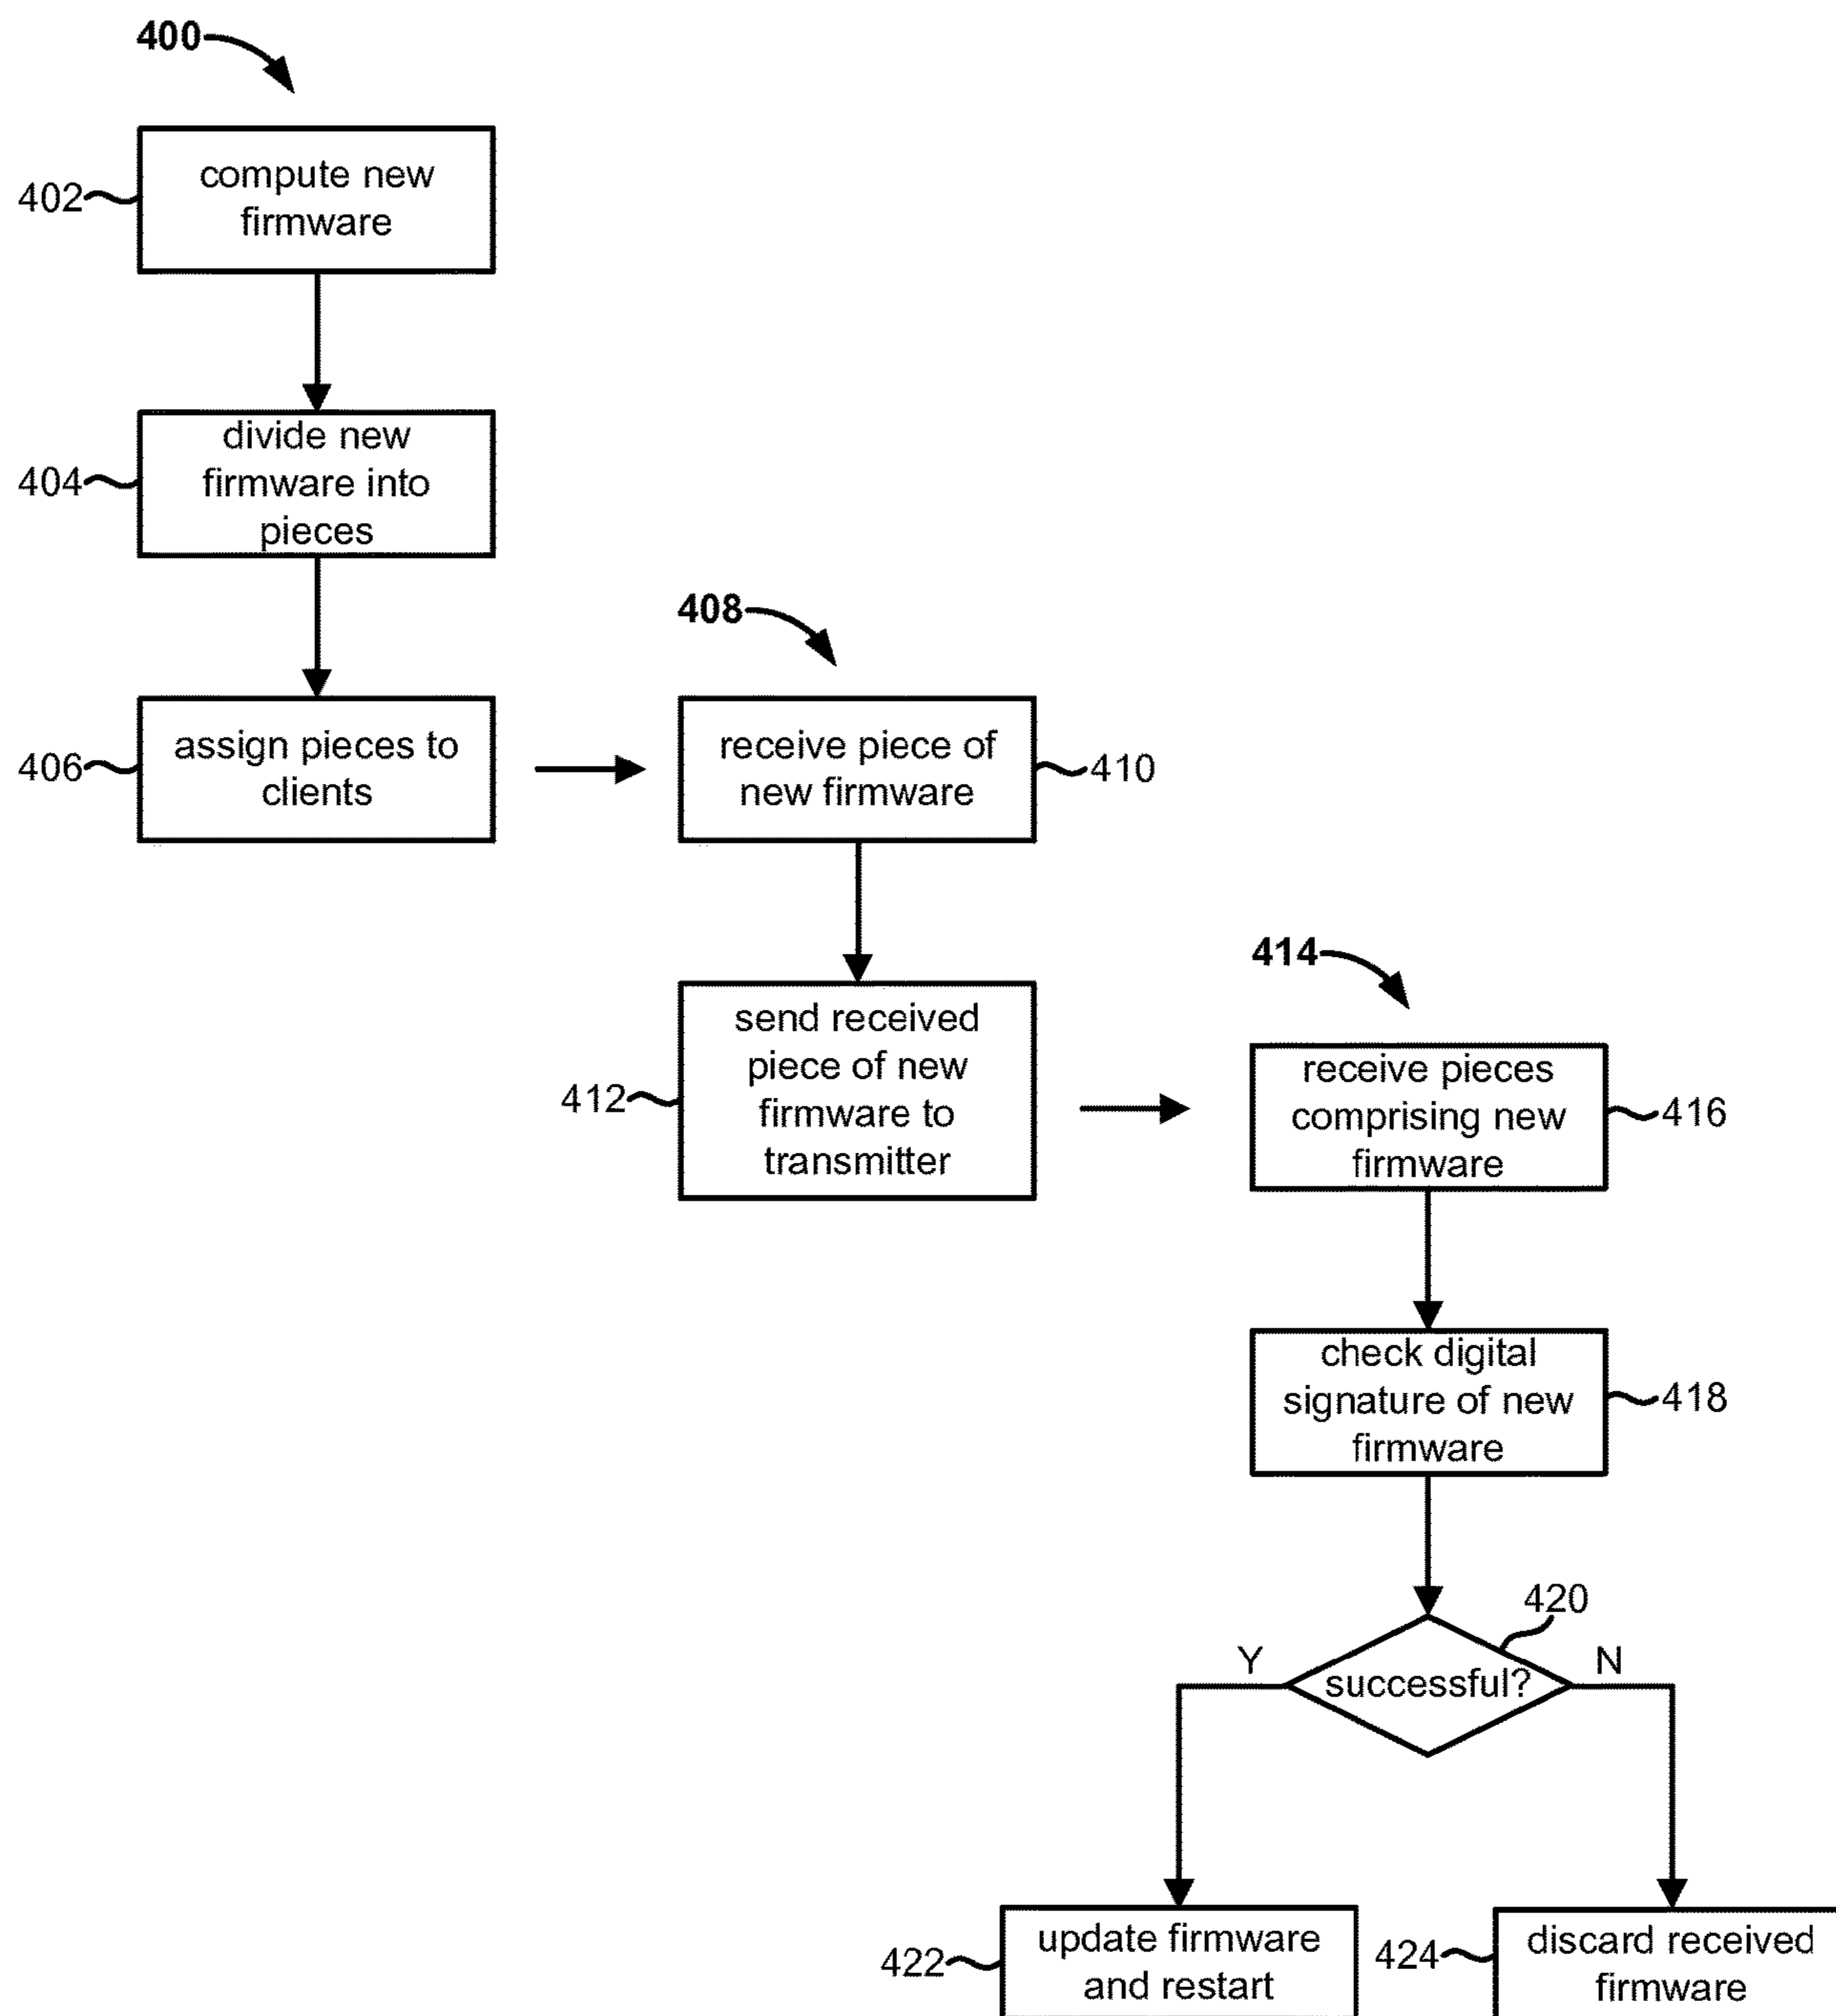 400
402
compute new
firmware
404
divide new
firmware into
pieces
406
assign pieces to
clients
408
receive piece of
new firmware
410
412
send received
piece of new
firmware to
transmitter
414
receive pieces
comprising new
firmware
416
check digital
signature of new
firmware
418
420
Y
successful?
N
422
update firmware
and restart
424
discard received
firmware